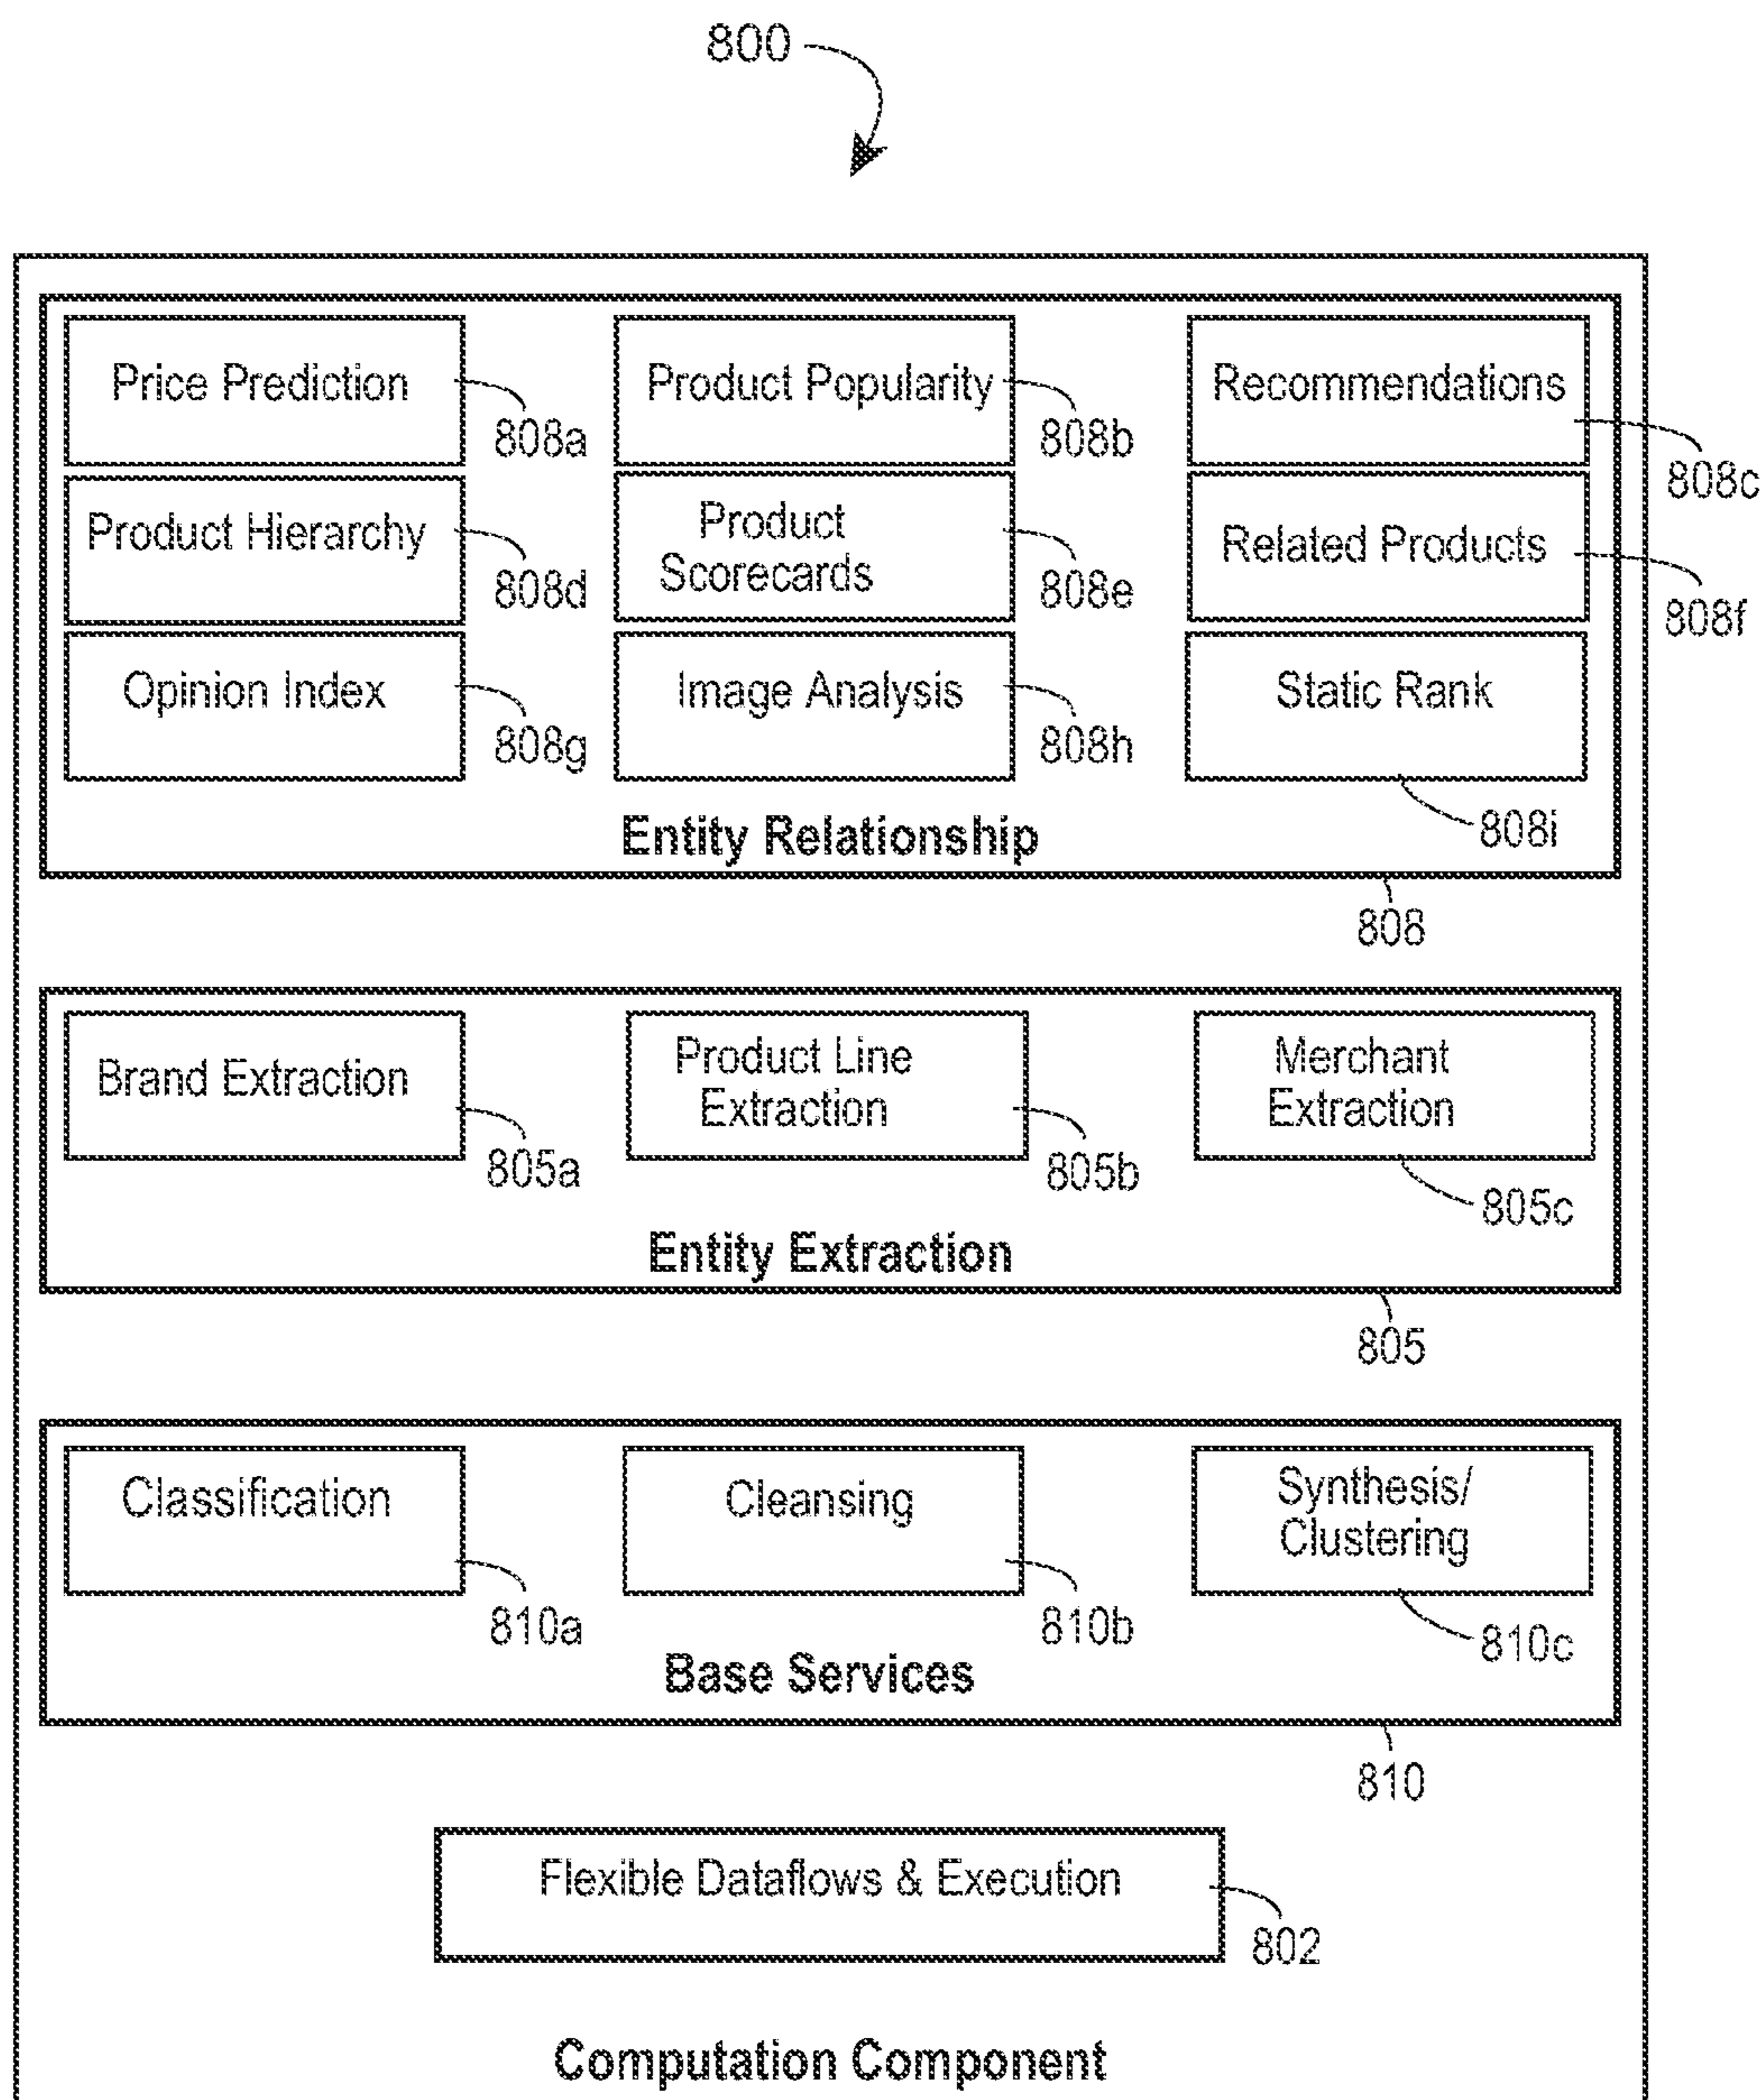 800
Price Prediction
808a
Product Popularity
808b
Recommendations
808c
Product Hierarchy
808d
Product
Scorecards
808e
Related Products
808f
Opinion Index
808g
Image Analysis
808h
Static Rank
808i
Entity Relationship
808
Brand Extraction
805a
Product Line
Extraction
805b
Merchant
Extraction
805c
Entity Extraction
805
Classification
810a
Cleansing
810b
Synthesis/
Clustering
810c
Base Services
810
Flexible Dataflows & Execution
802
Computation Component